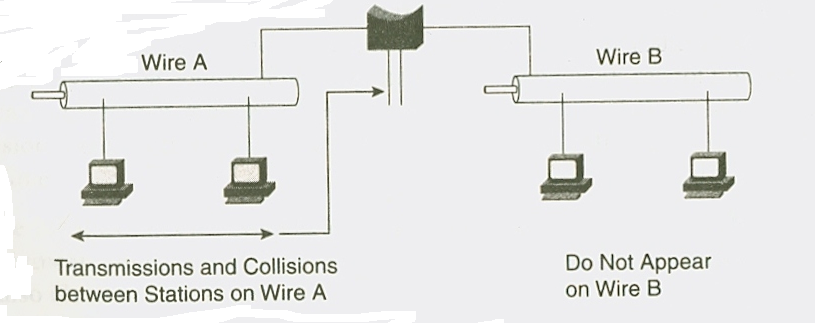 Wire A
Wire B
Transmissions and Collisions
between Stations on Wire A
Do Not Appear
on Wire B